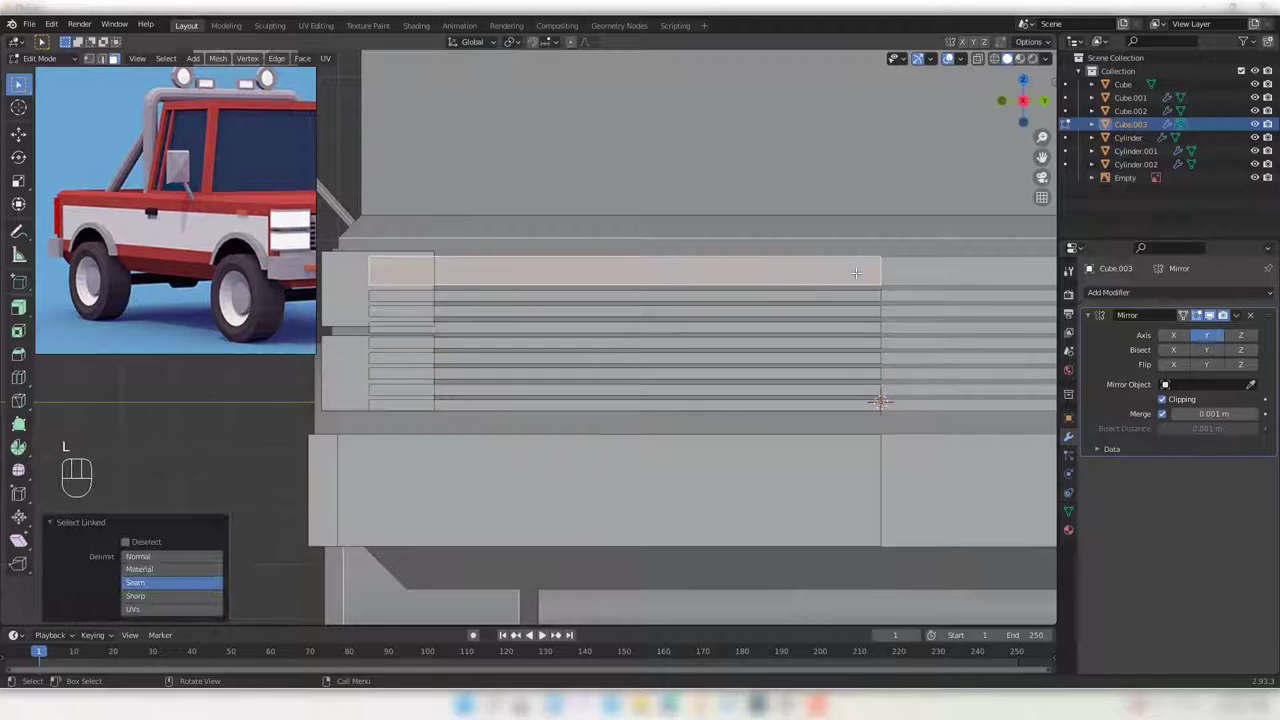 File Edit Render Window Help Layout Modeling Sculpting UV Editing Texture Paint Shading Animation Rendering Compositing Geometry Nodes Scripting + Scene View Layer
Global Options
Edit Mode View Select Add Mesh Vertex Edge Face UV
Scene Collection
Collection
Cube
Cube.001
Cube.002
Cube.003
Cylinder
Cylinder.001
Cylinder.002
Empty
Z
X
Y
X Y Z
Cube.003 Mirror
Add Modifier
Mirror
Axis X Y Z
Bisect X Y Z
Flip X Y Z
Mirror Object
Clipping
Merge 0.001 m
Bisect Distance 0.001 m
Data
L
Select Linked
Deselect
Delimit Normal
Material
Seam
Sharp
UVs
Playback Keying View Marker 1 Start 1 End 250
1 10 20 30 40 50 60 70 80 90 100 110 120 130 140 150 160 170 180 190 200 210 220 230 240 250
Select Box Select Rotate View Call Menu 2.93.3